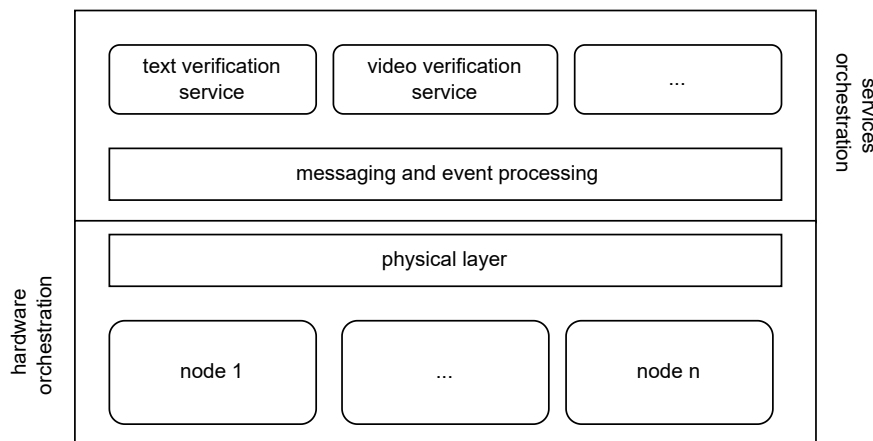 text verification
service
video verification
service
...
services
orchestration
messaging and event processing
physical layer
hardware
orchestration
node 1
...
node n